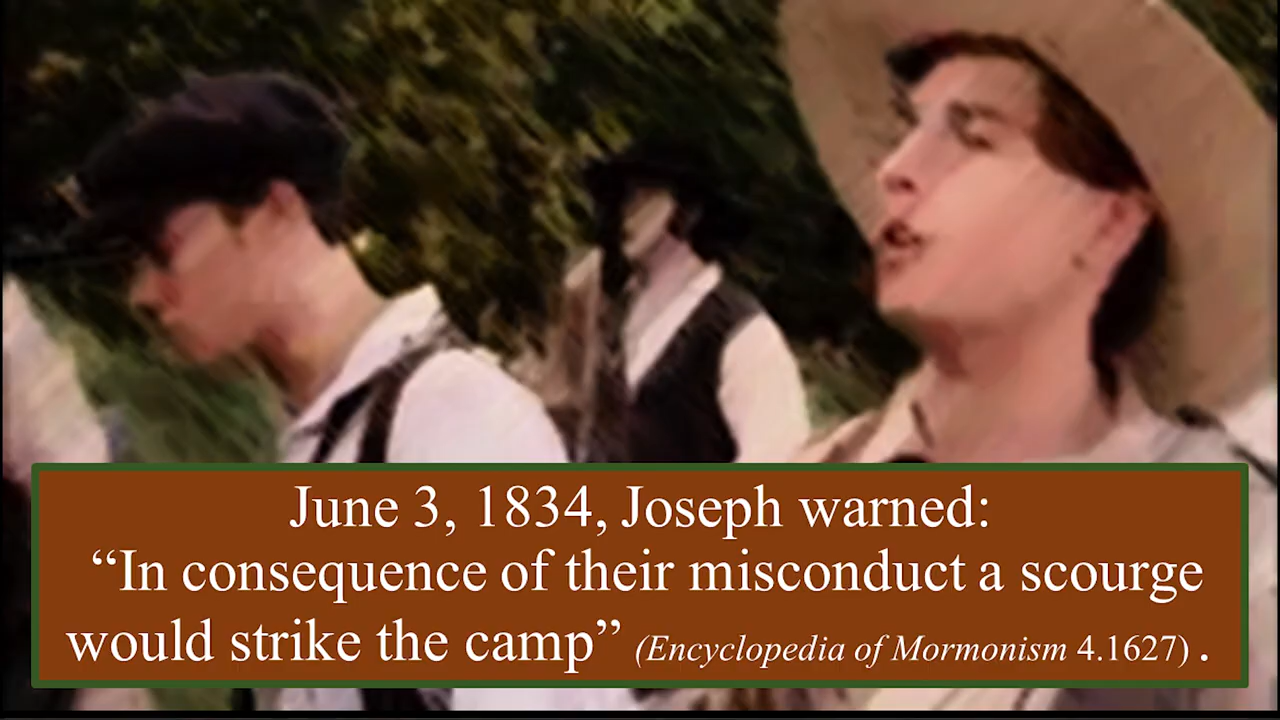 June 3, 1834, Joseph warned:
“In consequence of their misconduct a scourge
would strike the camp” (Encyclopedia of Mormonism 4.1627) .